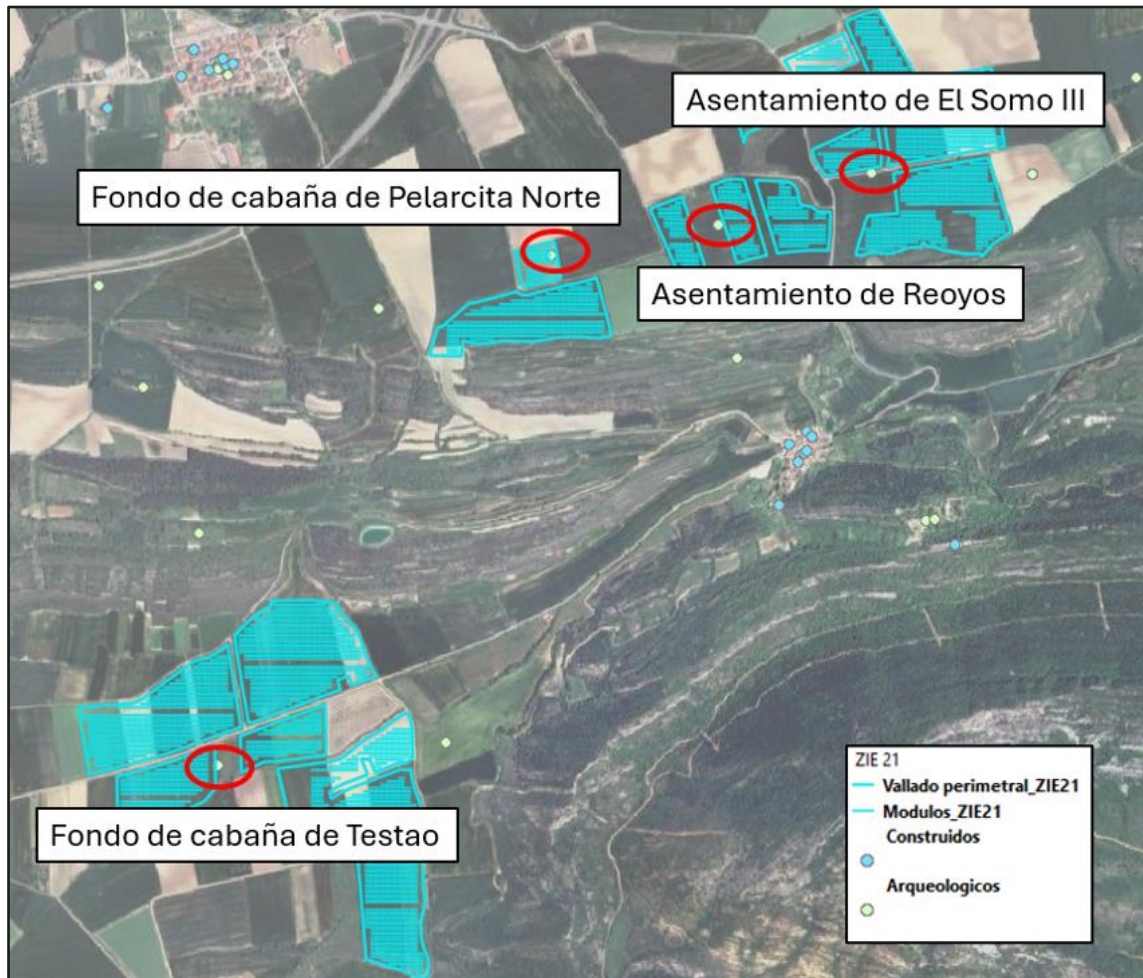 Asentamiento de El Somo III
Fondo de cabaña de Pelarcita Norte
Asentamiento de Reoyos
Fondo de cabaña de Testao
ZIE 21
Vallado perimetral_ZIE21
Modulos_ZIE21
Construidos
Arqueologicos